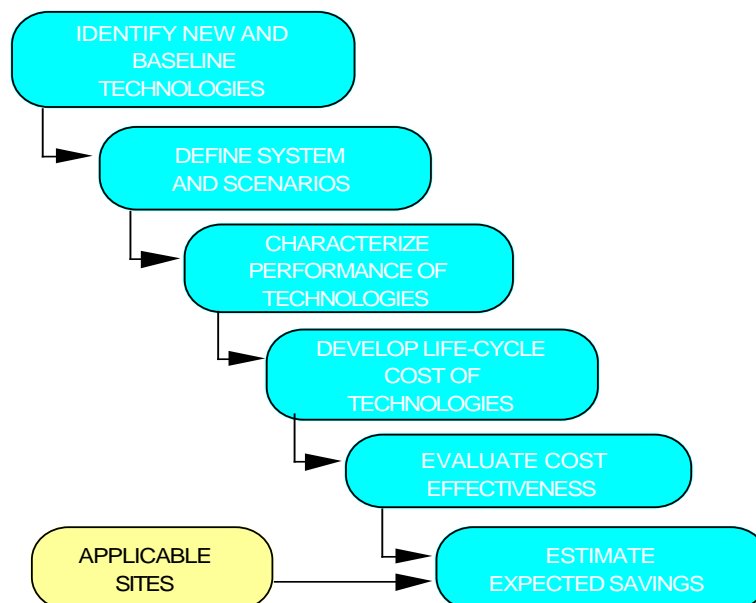 IDENTIFY NEW AND
BASELINE
TECHNOLOGIES
DEFINE SYSTEM
AND SCENARIOS
CHARACTERIZE
PERFORMANCE OF
TECHNOLOGIES
DEVELOP LIFE-CYCLE
COST OF
TECHNOLOGIES
EVALUATE COST
EFFECTIVENESS
APPLICABLE
SITES
ESTIMATE
EXPECTED SAVINGS